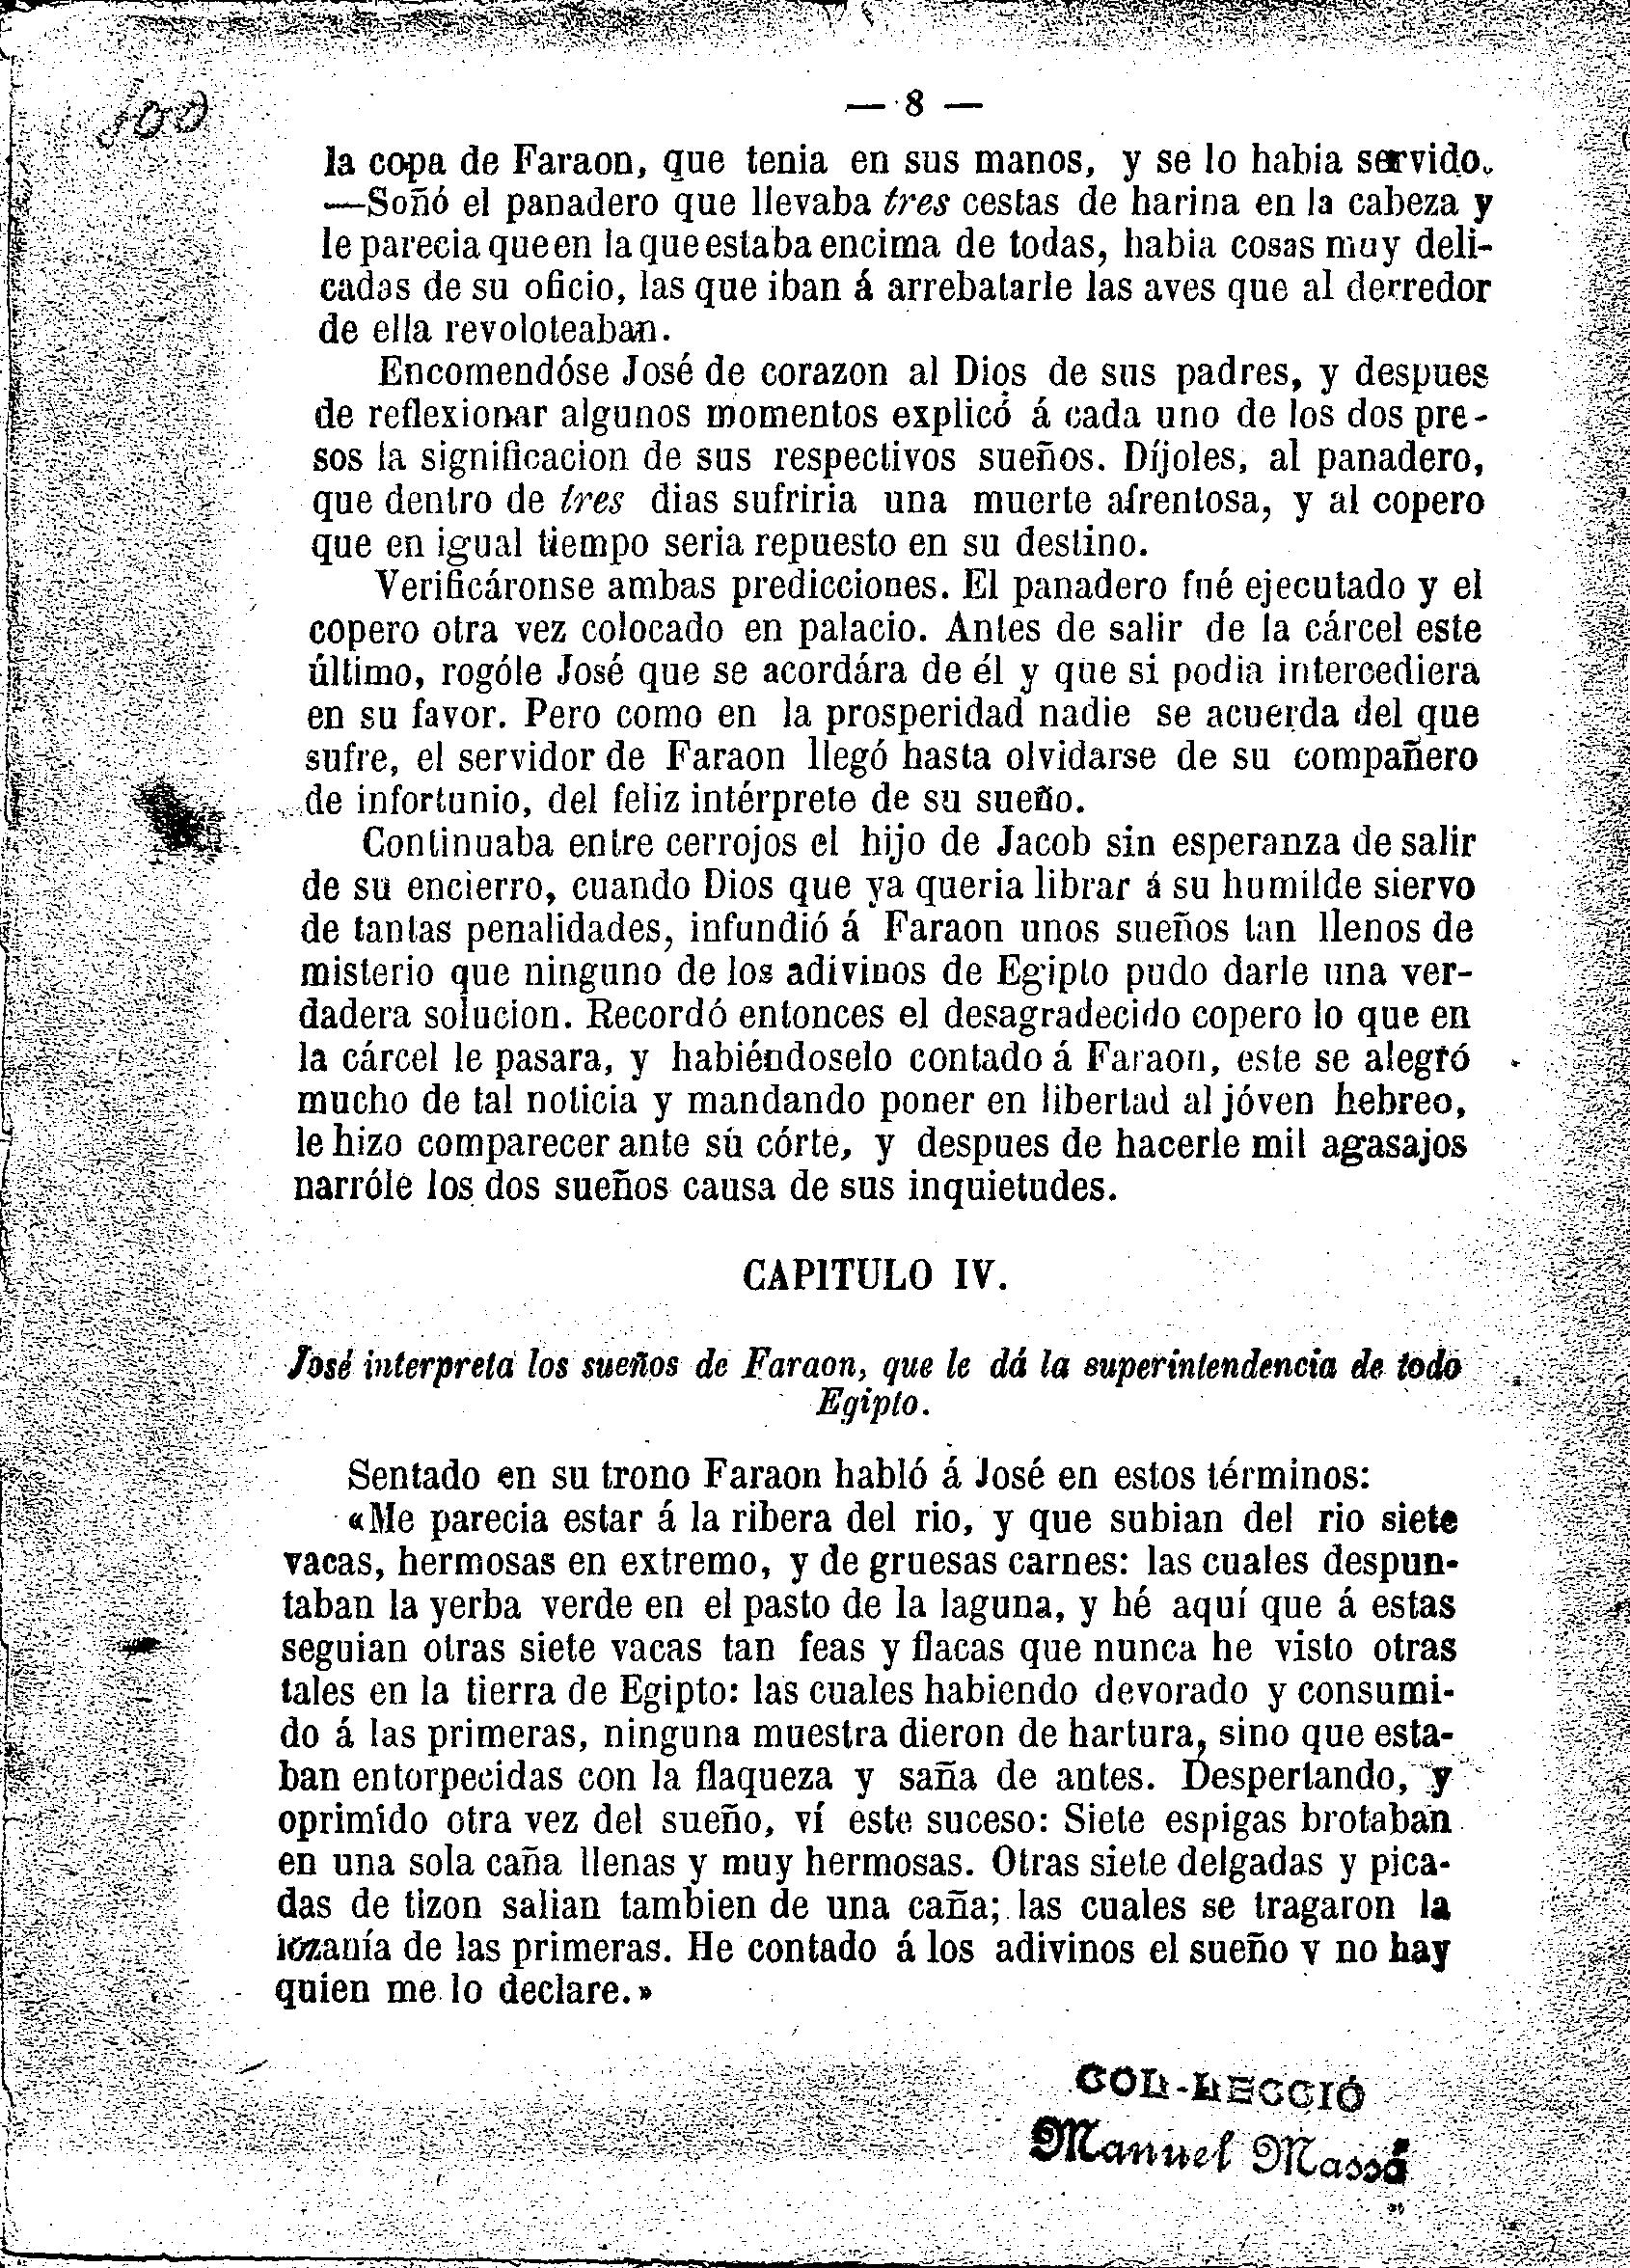 100
— 8 —
la copa de Faraon, que tenia en sus manos, y se lo habia servido.
—Soñó el panadero que llevaba tres cestas de harina en la cabeza y
le parecia que en la que estaba encima de todas, habia cosas muy deli-
cadas de su oficio, las que iban á arrebatarle las aves que al derredor
de ella revoloteaban.
Encomendóse José de corazon al Dios de sus padres, y despues
de reflexionar algunos momentos explicó á cada uno de los dos pre-
sos la significacion de sus respectivos sueños. Díjoles, al panadero,
que dentro de tres dias sufriria una muerte afrentosa, y al copero
que en igual tiempo seria repuesto en su destino.
Verificáronse ambas predicciones. El panadero fué ejecutado y el
copero otra vez colocado en palacio. Antes de salir de la cárcel este
último, rogóle José que se acordára de él y que si podia intercediera
en su favor. Pero como en la prosperidad nadie se acuerda del que
sufre, el servidor de Faraon llegó hasta olvidarse de su compañero
de infortunio, del feliz intérprete de su sueño.
Continuaba entre cerrojos el hijo de Jacob sin esperanza de salir
de su encierro, cuando Dios que ya queria librar á su humilde siervo
de tantas penalidades, infundió á Faraon unos sueños tan llenos de
misterio que ninguno de los adivinos de Egipto pudo darle una ver-
dadera solucion. Recordó entonces el desagradecido copero lo que en
la cárcel le pasara, y habiéndoselo contado á Faraon, este se alegró
mucho de tal noticia y mandando poner en libertad al jóven hebreo,
le hizo comparecer ante su córte, y despues de hacerle mil agasajos
narróle los dos sueños causa de sus inquietudes.
CAPITULO IV.
José interpreta los sueños de Faraon, que le dá la superintendencia de todo
Egipto.
Sentado en su trono Faraon habló á José en estos términos:
«Me parecia estar á la ribera del rio, y que subian del rio siete
vacas, hermosas en extremo, y de gruesas carnes: las cuales despun-
taban la yerba verde en el pasto de la laguna, y hé aquí que á estas
seguian otras siete vacas tan feas y flacas que nunca he visto otras
tales en la tierra de Egipto: las cuales habiendo devorado y consumi-
do á las primeras, ninguna muestra dieron de hartura, sino que esta-
ban entorpecidas con la flaqueza y saña de antes. Despertando, y
oprimido otra vez del sueño, ví este suceso: Siete espigas brotaban
en una sola caña llenas y muy hermosas. Otras siete delgadas y pica-
das de tizon salian tambien de una caña; las cuales se tragaron la
lozanía de las primeras. He contado á los adivinos el sueño y no hay
quien me lo declare.»
COL·LECCIÓ
Manuel Massó